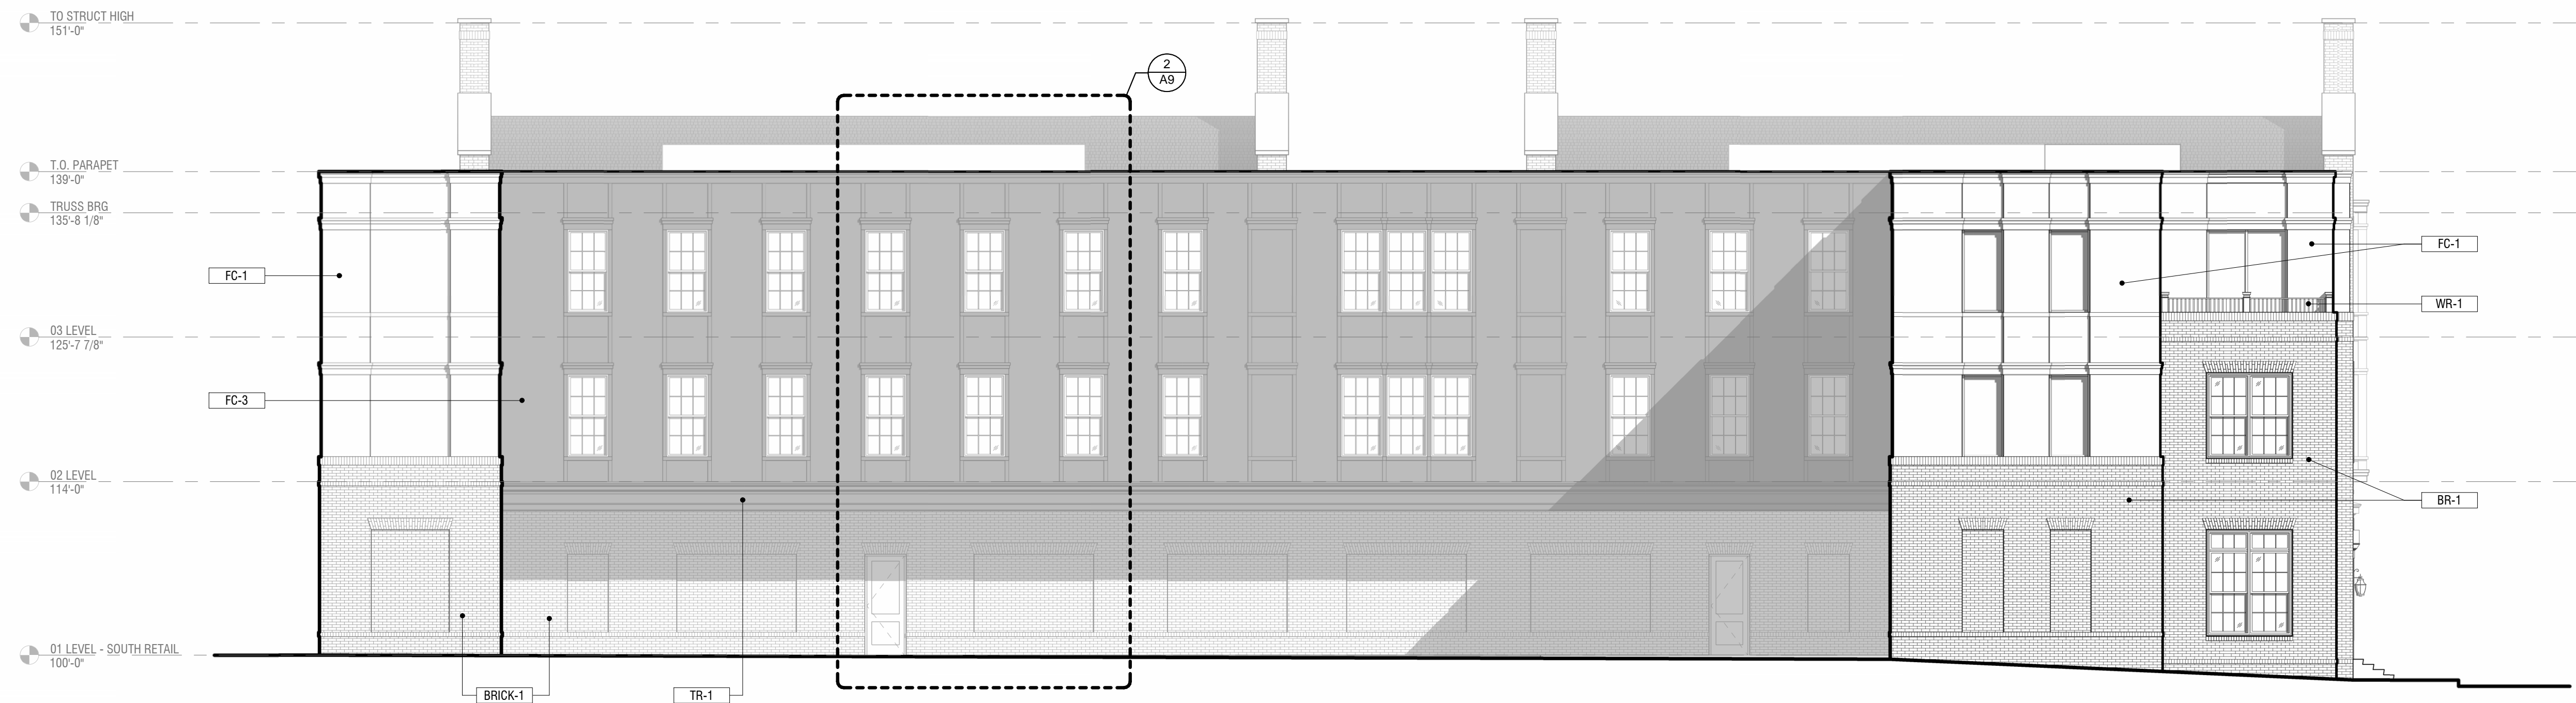 TO STRUCT HIGH
151'-0"
2
A9
T.O. PARAPET
139'-0"
TRUSS BRG
135'-8 1/8"
FC-1
FC-1
WR-1
03 LEVEL
125'-7 7/8"
FC-3
02 LEVEL
114'-0"
TR-1
BR-1
01 LEVEL - SOUTH RETAIL
100'-0"
BRICK-1